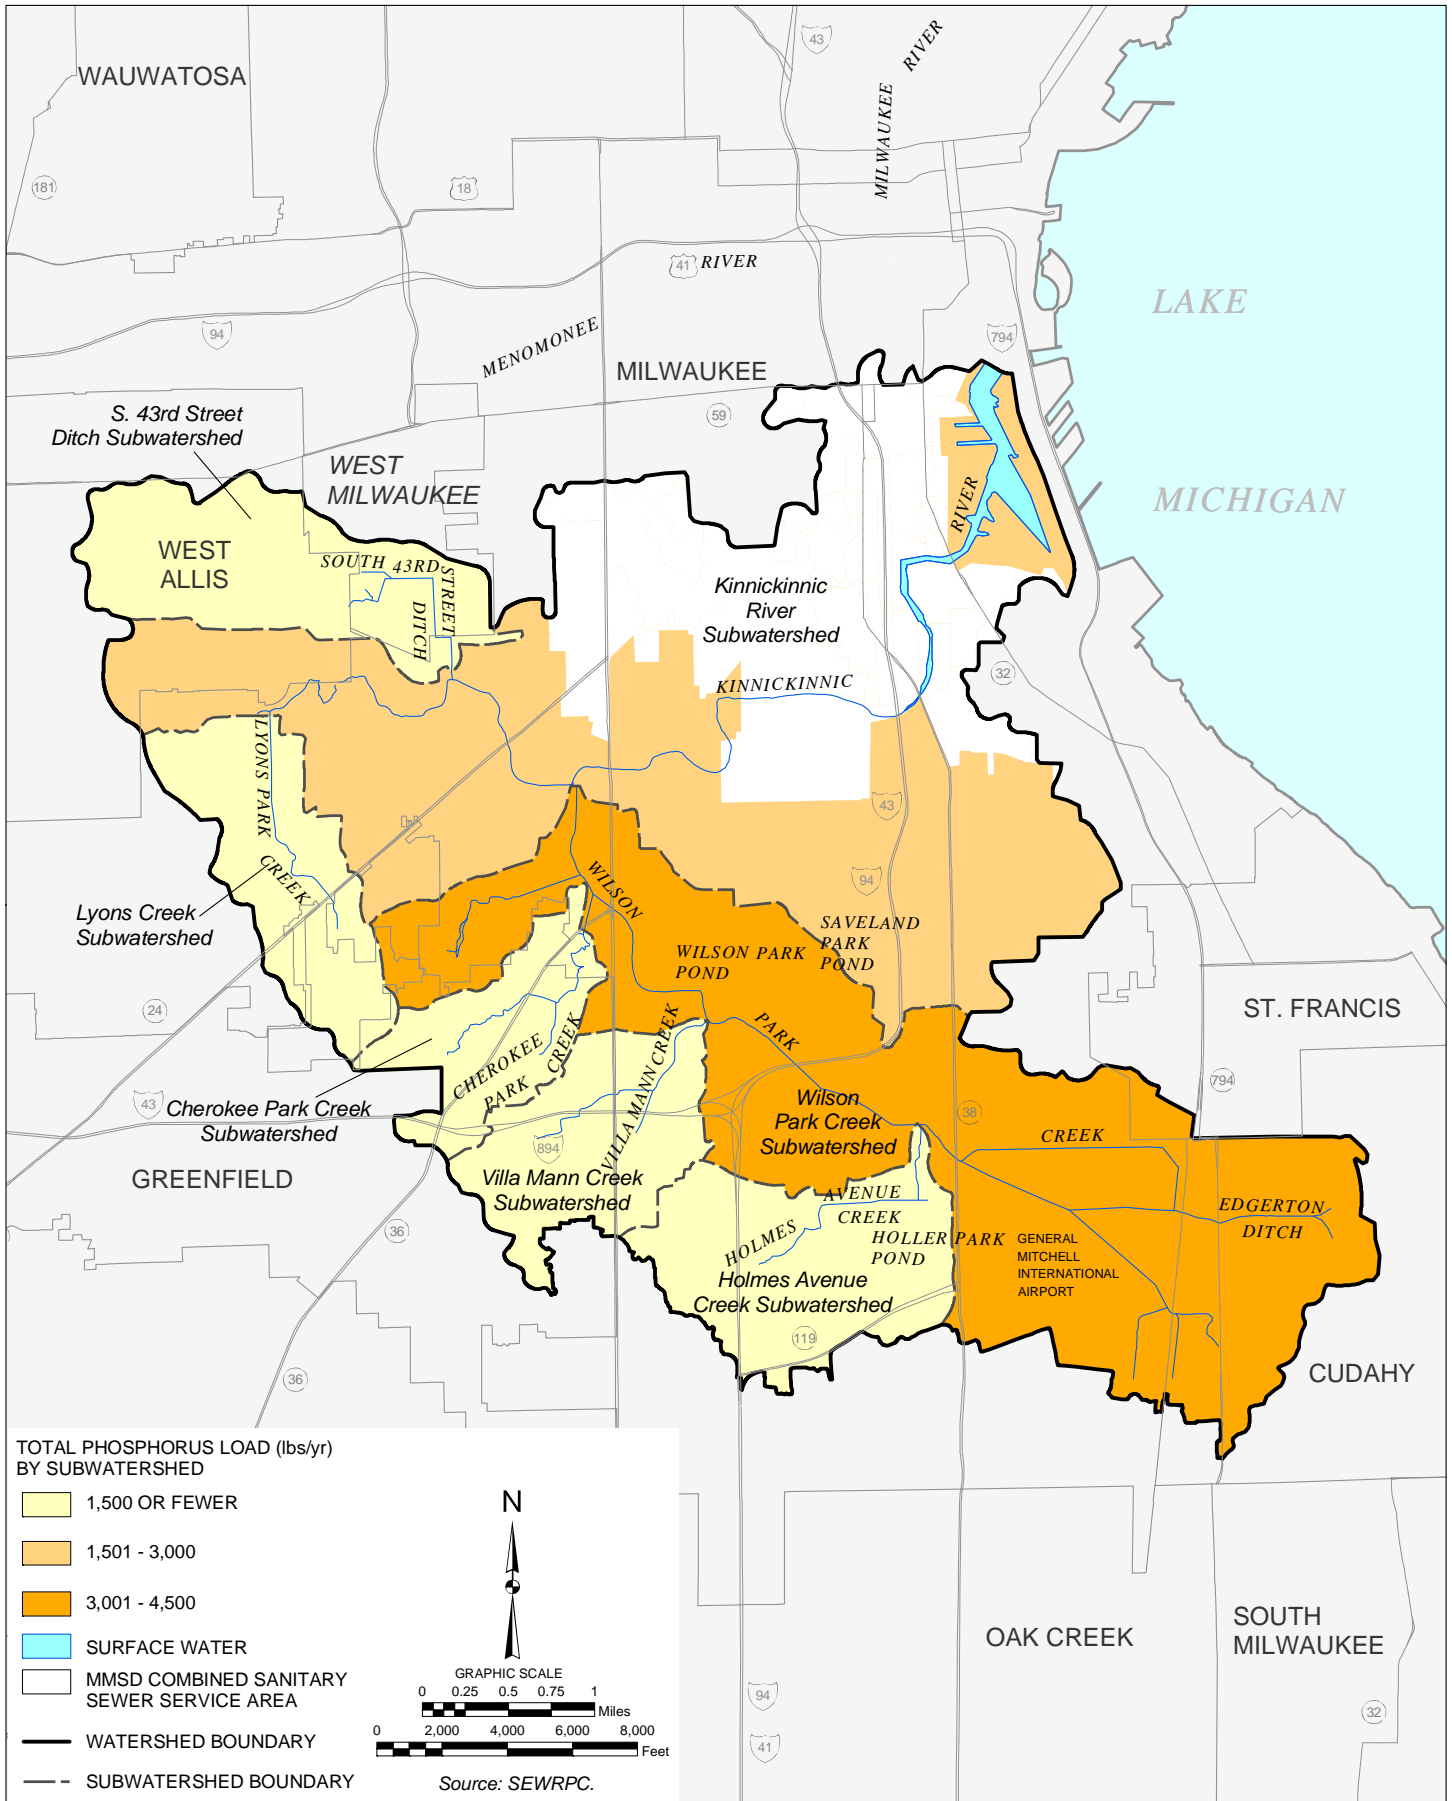 WAUWATOSA
43
RIVER
MILWAUKEE
181
18
41
RIVER
LAKE
94
MENOMONEE
794
MILWAUKEE
59
S. 43rd Street
Ditch Subwatershed
WEST
MILWAUKEE
MICHIGAN
RIVER
WEST
ALLIS
SOUTH 43RD
STREET
DITCH
Kinnickinnic
River
Subwatershed
32
KINNICKINNIC
LYONS PARK
CREEK
43
94
WILSON
Lyons Creek
Subwatershed
SAVELAND
PARK
POND
WILSON PARK
POND
24
ST. FRANCIS
PARK
CHEROKEE
PARK
CREEK
VILLA MANN CREEK
794
43
Cherokee Park Creek
Subwatershed
Wilson
Park Creek
Subwatershed
38
CREEK
894
GREENFIELD
Villa Mann Creek
Subwatershed
AVENUE
CREEK
HOLMES
HOLLER PARK
POND
EDGERTON
DITCH
36
GENERAL
MITCHELL
INTERNATIONAL
AIRPORT
Holmes Avenue
Creek Subwatershed
119
36
CUDAHY
TOTAL PHOSPHORUS LOAD (lbs/yr)
BY SUBWATERSHED
1,500 OR FEWER
1,501 - 3,000
3,001 - 4,500
SURFACE WATER
MMSD COMBINED SANITARY
SEWER SERVICE AREA
WATERSHED BOUNDARY
SUBWATERSHED BOUNDARY
N
GRAPHIC SCALE
0 0.25 0.5 0.75 1
Miles
0 2,000 4,000 6,000 8,000
Feet
Source: SEWRPC.
OAK CREEK
SOUTH
MILWAUKEE
94
41
32